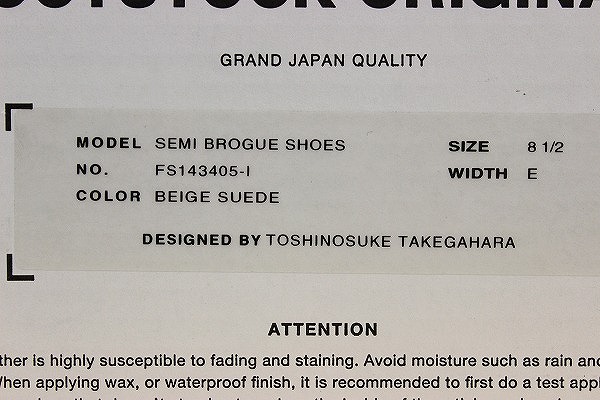 GRAND JAPAN QUALITY
MODEL SEMI BROGUE SHOES SIZE 8 1/2
NO. FS143405-I WIDTH E
COLOR BEIGE SUEDE
DESIGNED BY TOSHINOSUKE TAKEGAHARA
ATTENTION
ther is highly susceptible to fading and staining. Avoid moisture such as rain and
When applying wax, or waterproof finish, it is recommended to first do a test appl